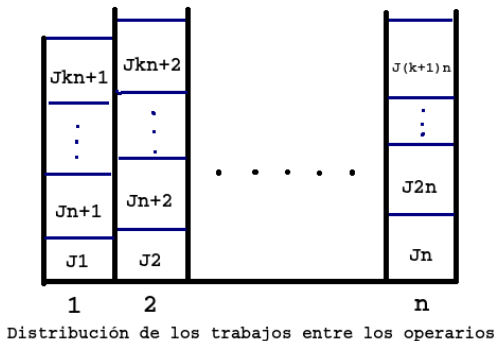 Jkn+1 Jkn+2 J(k+1)n
Jn+1 Jn+2 J2n
J1 J2 Jn
1 2 n
Distribución de los trabajos entre los operarios